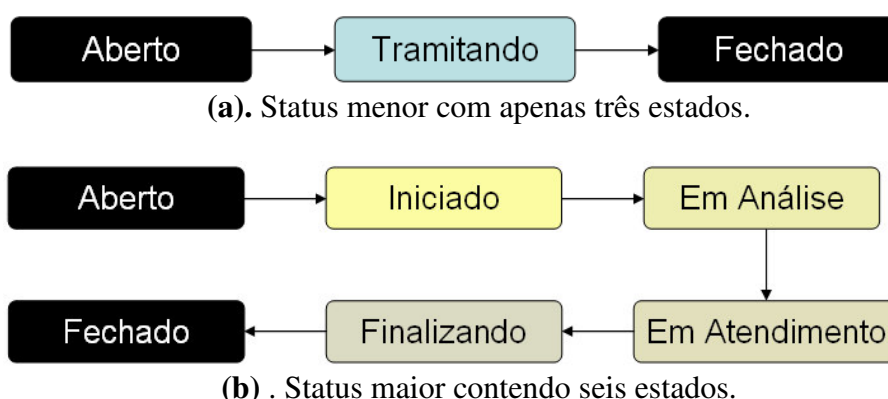 Aberto Tramitando Fechado
(a). Status menor com apenas três estados.
Aberto Iniciado Em Análise
Fechado Finalizando Em Atendimento
(b) . Status maior contendo seis estados.